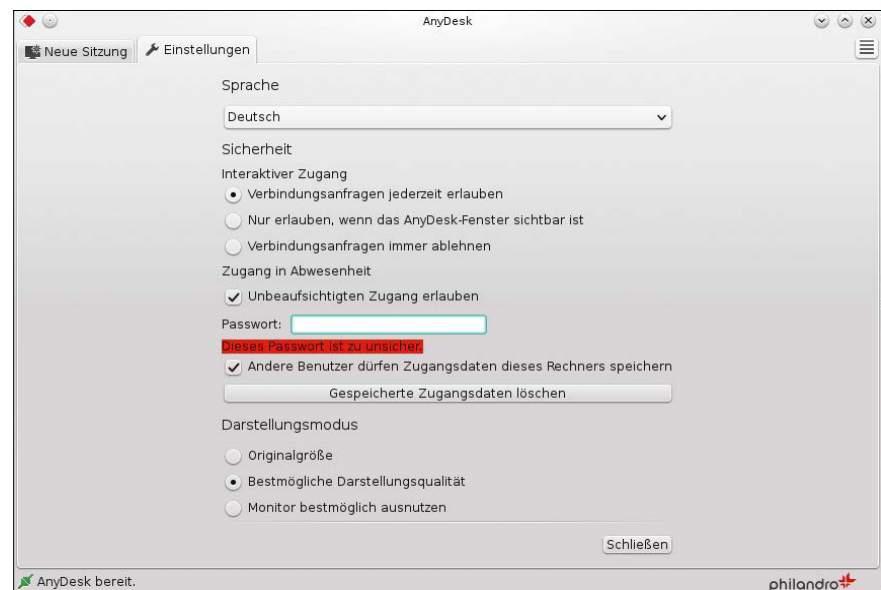 AnyDesk
Neue Sitzung
Einstellungen
Sprache
Deutsch
Sicherheit
Interaktiver Zugang
Verbindungsanfragen jederzeit erlauben
Nur erlauben, wenn das AnyDesk-Fenster sichtbar ist
Verbindungsanfragen immer ablehnen
Zugang in Abwesenheit
Unbeaufsichtigten Zugang erlauben
Passwort:
Dieses Passwort ist zu unsicher.
Andere Benutzer dürfen Zugangsdaten dieses Rechners speichern
Gespeicherte Zugangsdaten löschen
Darstellungsmodus
Originalgröße
Bestmögliche Darstellungsqualität
Monitor bestmöglich ausnutzen
Schließen
AnyDesk bereit.
philandro